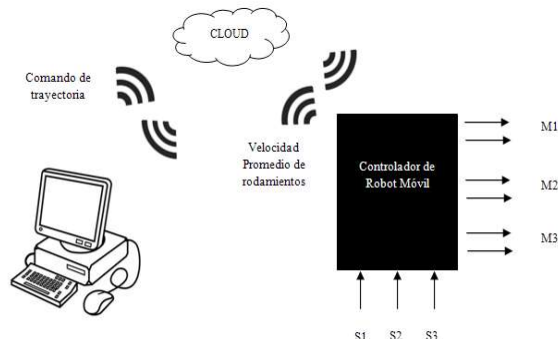 CLOUD
Comando de
trayectoria
Velocidad
Promedio de
rodamientos
Controlador de
Robot Móvil
M1
M2
M3
S1 S2 S3